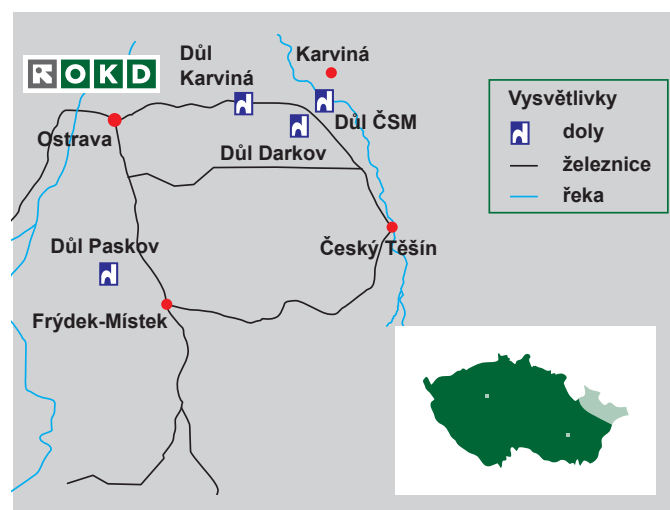 OKD
Důl
Karviná
Karviná
Ostrava
Důl ČSM
Důl Darkov
Důl Paskov
Český Těšín
Frýdek-Místek
Vysvětlivky
doly
železnice
řeka